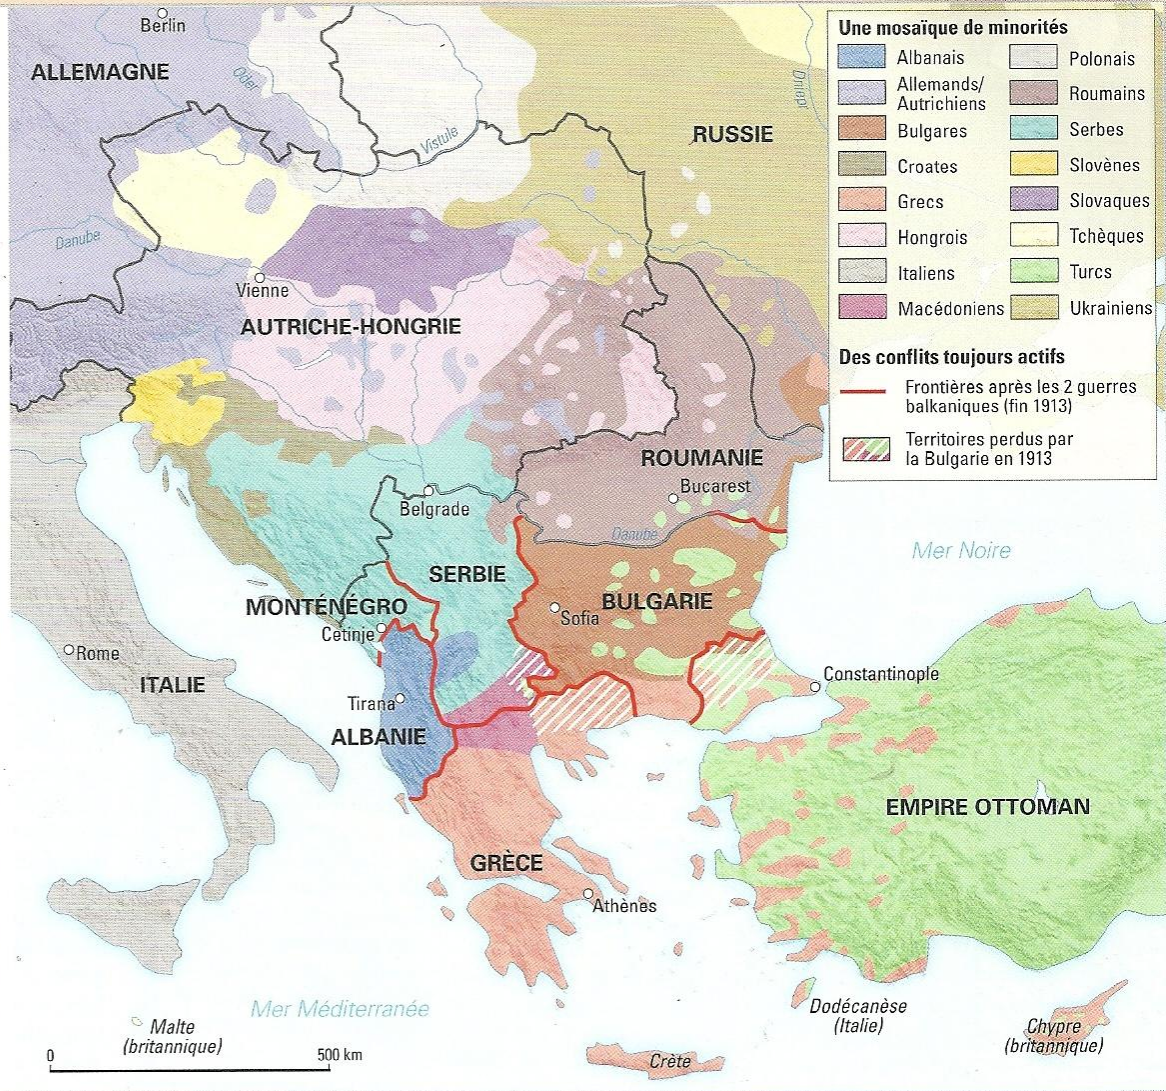 Berlin
ALLEMAGNE
Oder
Dniepr
RUSSIE
Vistule
Danube
Vienne
AUTRICHE-HONGRIE
ROUMANIE
Bucarest
Belgrade
Danube
Mer Noire
SERBIE
BULGARIE
MONTÉNÉGRO
Sofia
Cetinje
Rome
ITALIE
Constantinople
Tirana
ALBANIE
EMPIRE OTTOMAN
GRÈCE
Athènes
Mer Méditerranée
Dodécanèse
(Italie)
Malte
(britannique)
Chypre
(britannique)
Crète
0
500 km
Une mosaïque de minorités
Albanais
Allemands/
Autrichiens
Bulgares
Croates
Grecs
Hongrois
Italiens
Macédoniens
Polonais
Roumains
Serbes
Slovènes
Slovaques
Tchèques
Turcs
Ukrainiens
Des conflits toujours actifs
Frontières après les 2 guerres
balkaniques (fin 1913)
Territoires perdus par
la Bulgarie en 1913